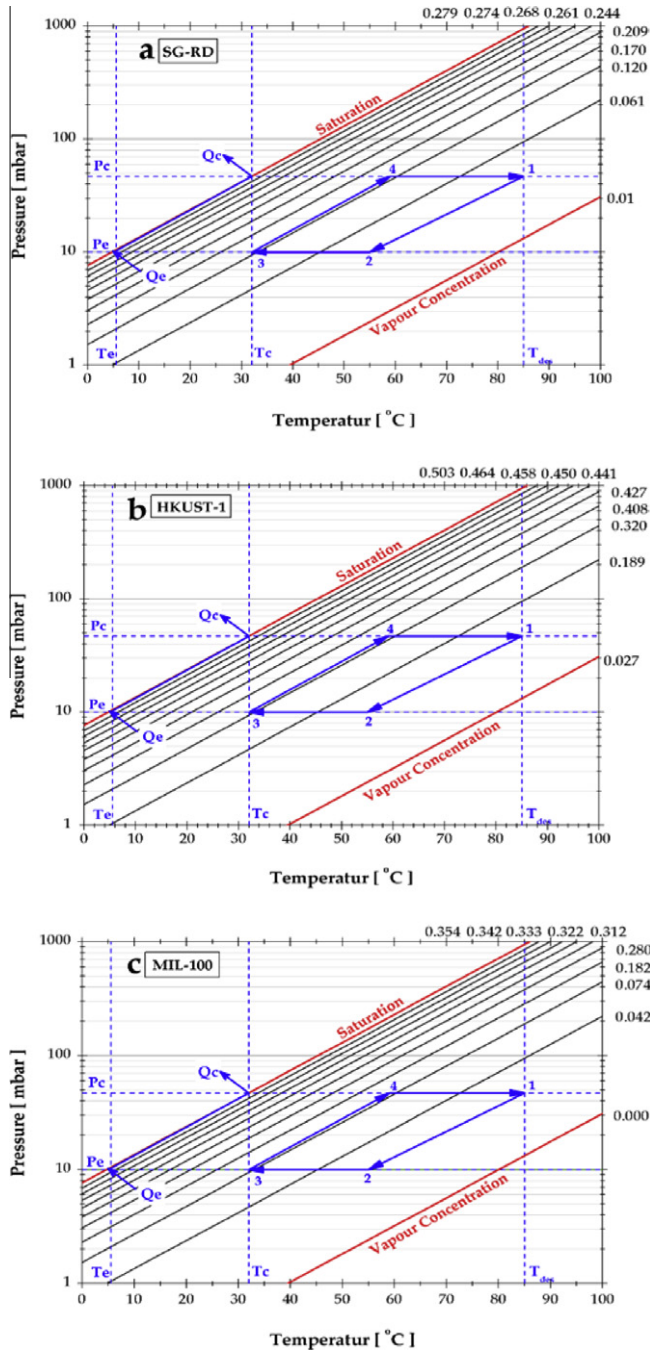 0.279 0.274 0.268 0.261 0.244
1000
a SG-RD
0.209
0.170
0.120
0.061
Saturation
100
Qc
Pc
4
1
0.01
Pressure [ mbar ]
Pe
10
Qe
3
2
Vapour Concentration
Te
Tc
T des
1
0 10 20 30 40 50 60 70 80 90 100
Temperatur [ °C ]
0.503 0.464 0.458 0.450 0.441
1000
b HKUST-1
0.427
0.408
0.320
0.189
Saturation
100
Qc
Pc
4
1
0.027
Pressure [ mbar ]
Pe
10
Qe
3
2
Vapour Concentration
Te
Tc
T des
1
0 10 20 30 40 50 60 70 80 90 100
Temperatur [ °C ]
0.354 0.342 0.333 0.322 0.312
1000
c MIL-100
0.280
0.182
0.074
0.042
Saturation
100
Qc
Pc
4
1
0.000
Pressure [ mbar ]
Pe
10
Qe
3
2
Vapour Concentration
Te
Tc
T des
1
0 10 20 30 40 50 60 70 80 90 100
Temperatur [ °C ]